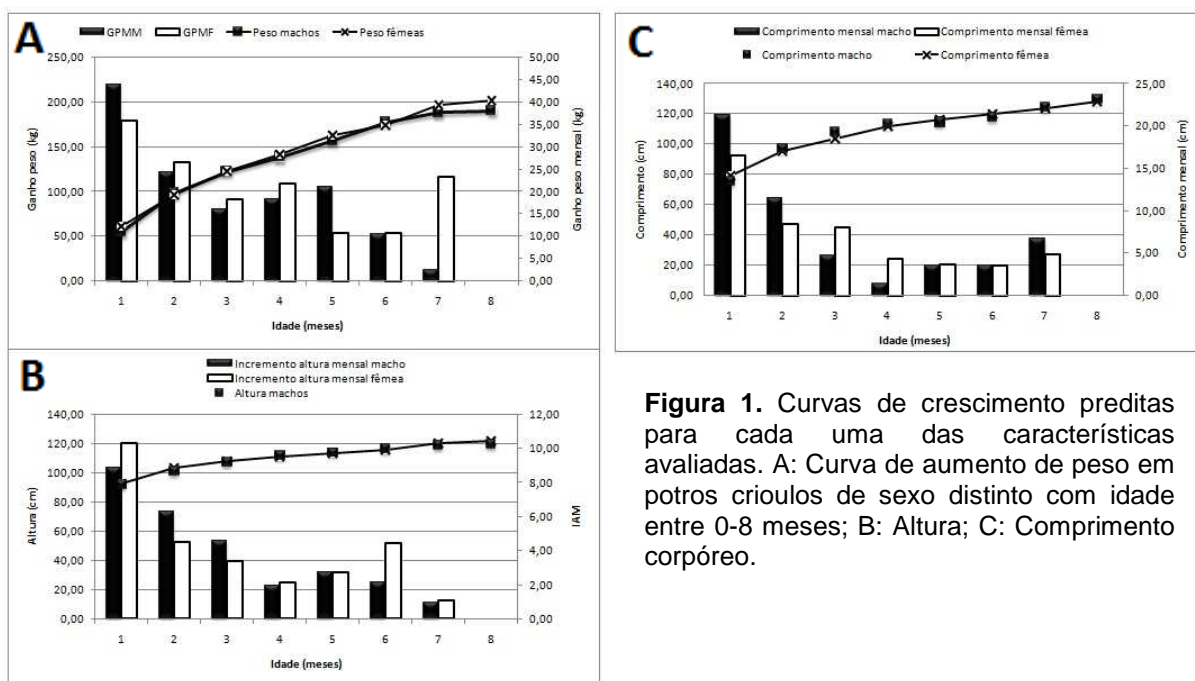 A
GPMM GPMF Peso machos Peso fêmeas
250,00
200,00
150,00
100,00
50,00
0,00
Ganho peso (kg)
50,00
45,00
40,00
35,00
30,00
25,00
20,00
15,00
10,00
5,00
0,00
Ganho peso mensal (kg)
1 2 3 4 5 6 7 8
Idade (meses)
C
Comprimento mensal macho Comprimento mensal fêmea
Comprimento macho Comprimento fêmea
140,00
120,00
100,00
80,00
60,00
40,00
20,00
0,00
Comprimento (cm)
25,00
20,00
15,00
10,00
5,00
0,00
Comprimento mensal (cm)
1 2 3 4 5 6 7 8
Idade (meses)
B
Incremento altura mensal macho
Incremento altura mensal fêmea
Altura machos
140,00
120,00
100,00
80,00
60,00
40,00
20,00
0,00
Altura (cm)
12,00
10,00
8,00
6,00
4,00
2,00
0,00
IAM
1 2 3 4 5 6 7 8
Idade (meses)
Figura 1. Curvas de crescimento preditas
para cada uma das características
avaliadas. A: Curva de aumento de peso em
potros crioulos de sexo distinto com idade
entre 0-8 meses; B: Altura; C: Comprimento
corpóreo.